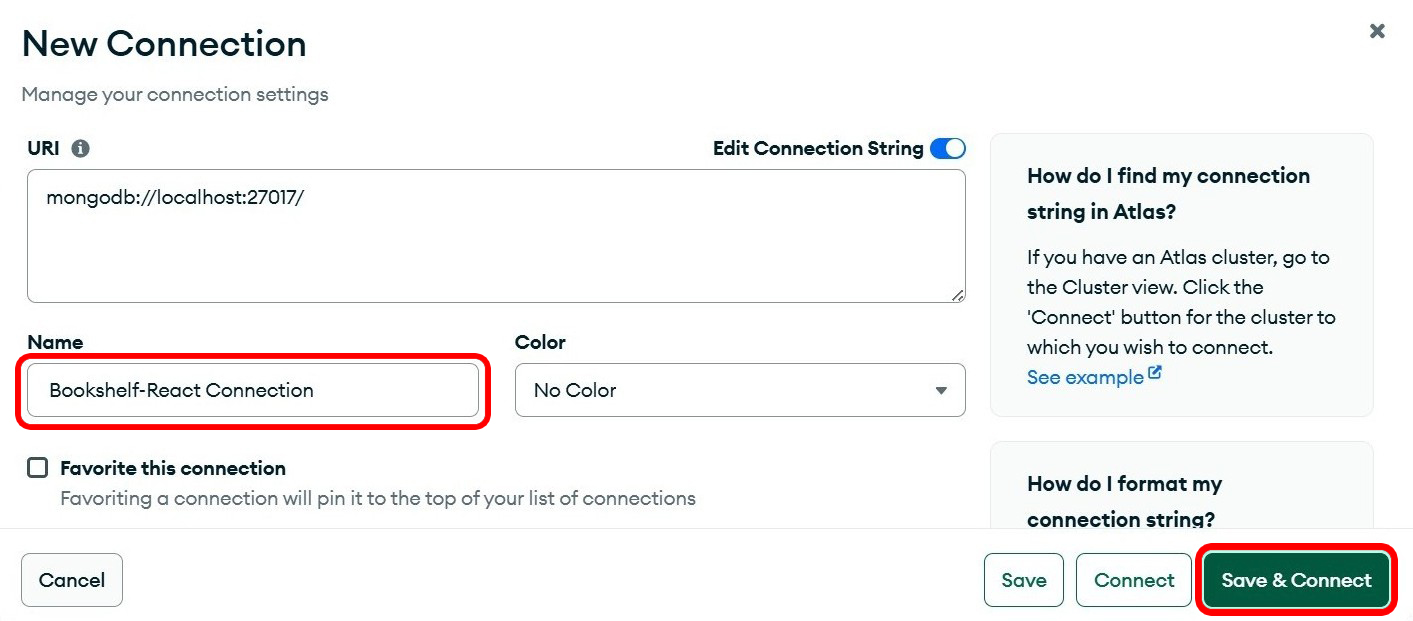 New Connection
Manage your connection settings
URI
Edit Connection String
mongodb://localhost:27017/
Name
Color
Bookshelf-React Connection
No Color
Favorite this connection
Favoriting a connection will pin it to the top of your list of connections
How do I find my connection
string in Atlas?
If you have an Atlas cluster, go to
the Cluster view. Click the
'Connect' button for the cluster to
which you wish to connect.
See example
How do I format my
connection string?
Cancel
Save
Connect
Save & Connect